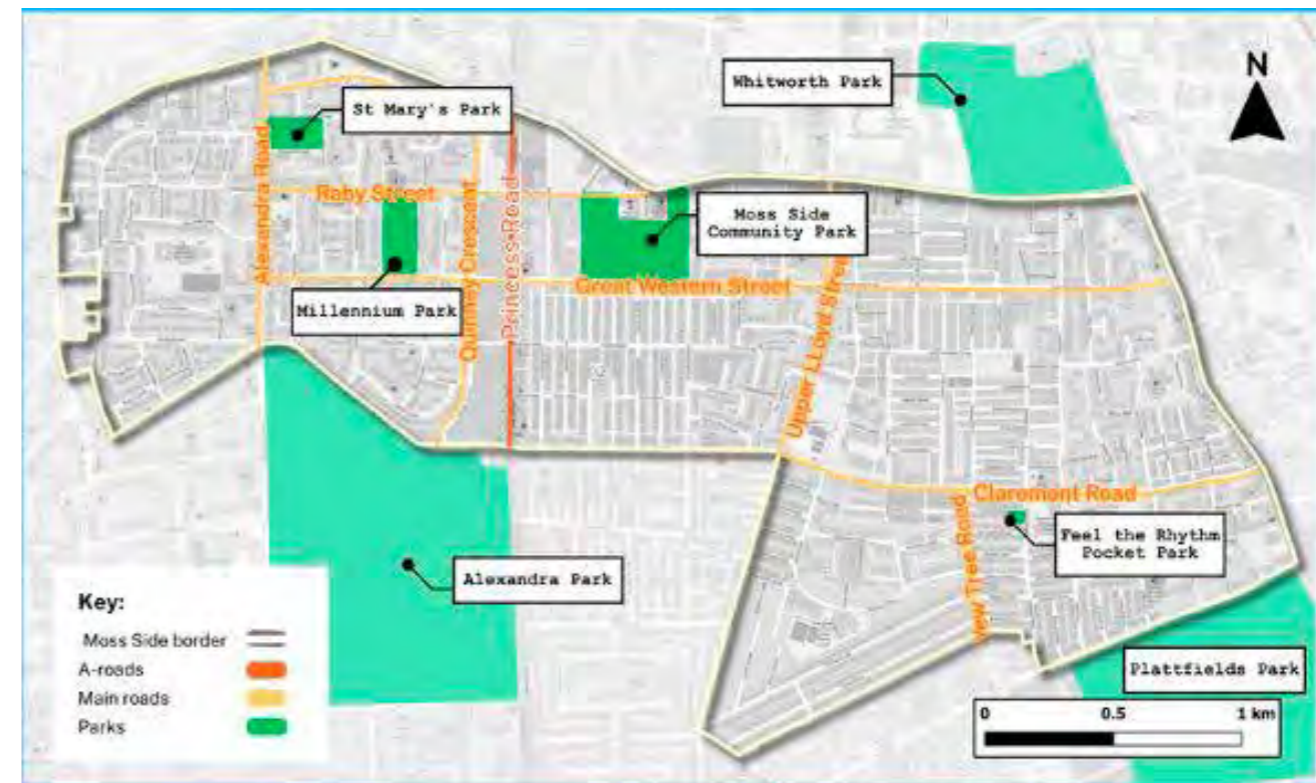 Whitworth Park
N
St Mary's Park
Alexandra Road
Raby Street
Quinney Crescent
Princess Road
Moss Side
Community Park
Great Western Street
Millennium Park
Upper LLoyd Street
Claremont Road
Yew Tree Road
Feel the Rhythm
Pocket Park
Alexandra Park
Plattfields Park
Key:
Moss Side border
A-roads
Main roads
Parks
0 0.5 1 km